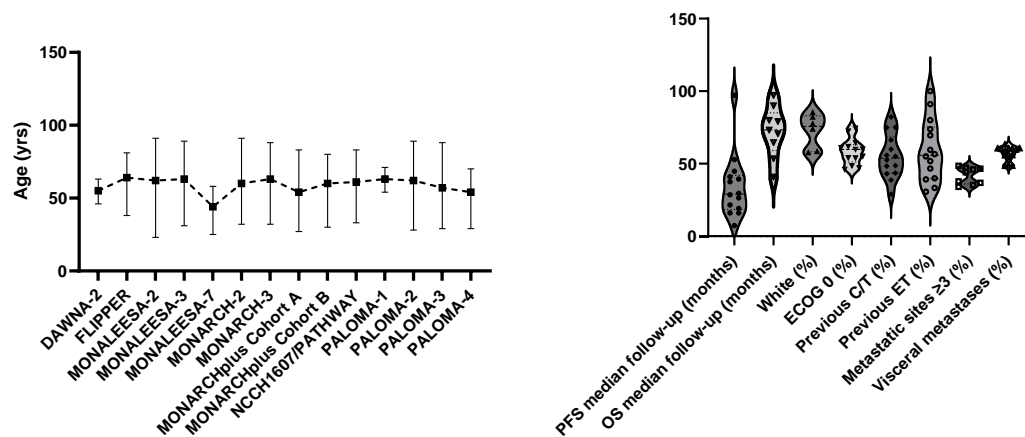 150
100
50
0
Age (yrs)
DAWNA-2
FLIPPER
MONALEESA-2
MONALEESA-3
MONALEESA-7
MONARCH-2
MONARCH-3
MONARCHplus Cohort A
MONARCHplus Cohort B
NCCH1607/PATHWAY
PALOMA-1
PALOMA-2
PALOMA-3
PALOMA-4
150
100
50
0
PFS median follow-up (months)
OS median follow-up (months)
White (%)
ECOG 0 (%)
Previous C/T (%)
Previous ET (%)
Metastatic sites ≥3 (%)
Visceral metastases (%)